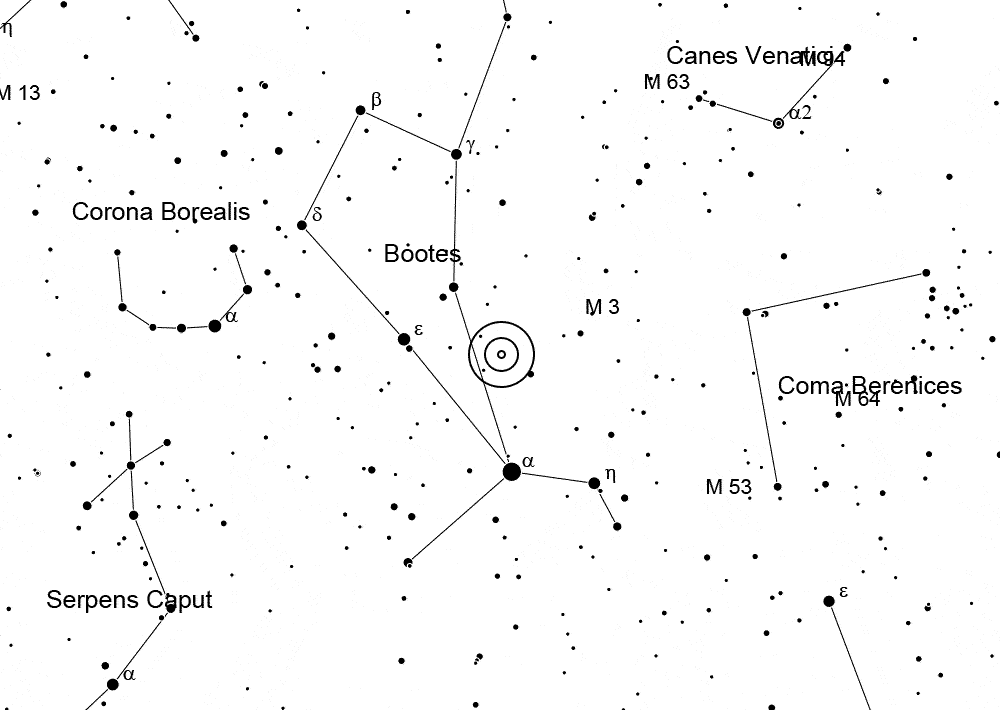 η
Canes Venatici
M 94
M 63
M 13
β
α2
γ
Corona Borealis
δ
Bootes
M 3
α
ε
Coma Berenices
M 64
α
η
M 53
ε
Serpens Caput
α